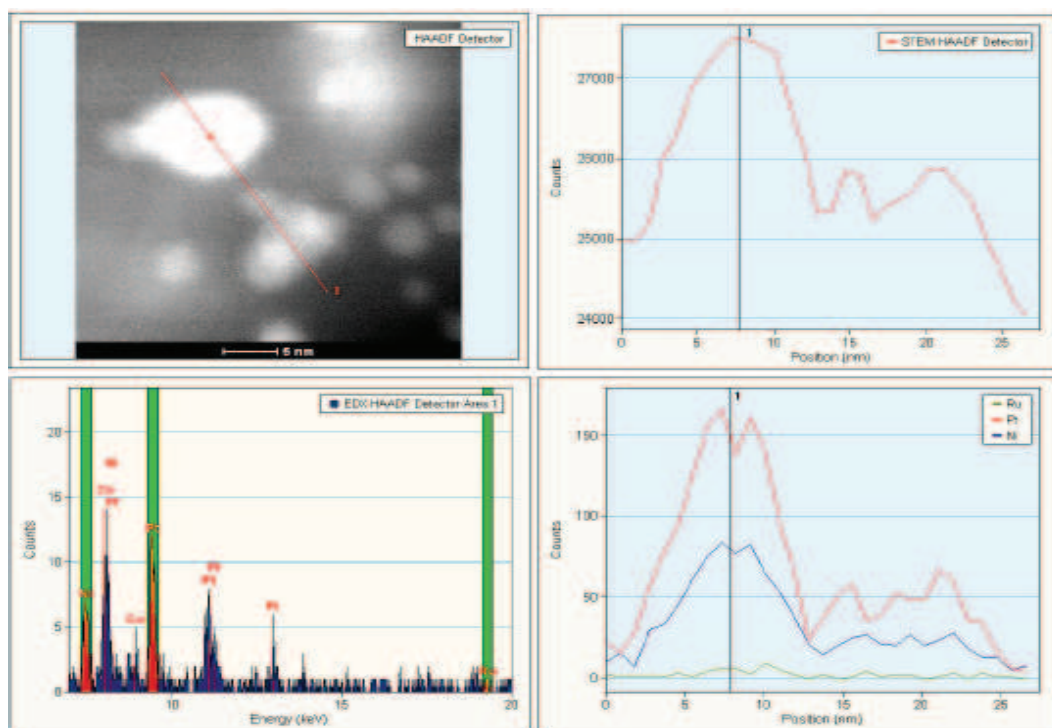 HAADF Detector
5 nm
1
STEM HAADF Detector
27000
26000
25000
24000
Counts
0 5 10 15 20 25
Position (nm)
EDX-HAADF Detector Area 1
20
15
10
5
0
Counts
Cu
Pt
10 15 20
Energy (keV)
1
Ru
Pt
Ni
150
100
50
0
0 5 10 15 20 25
Position (nm)